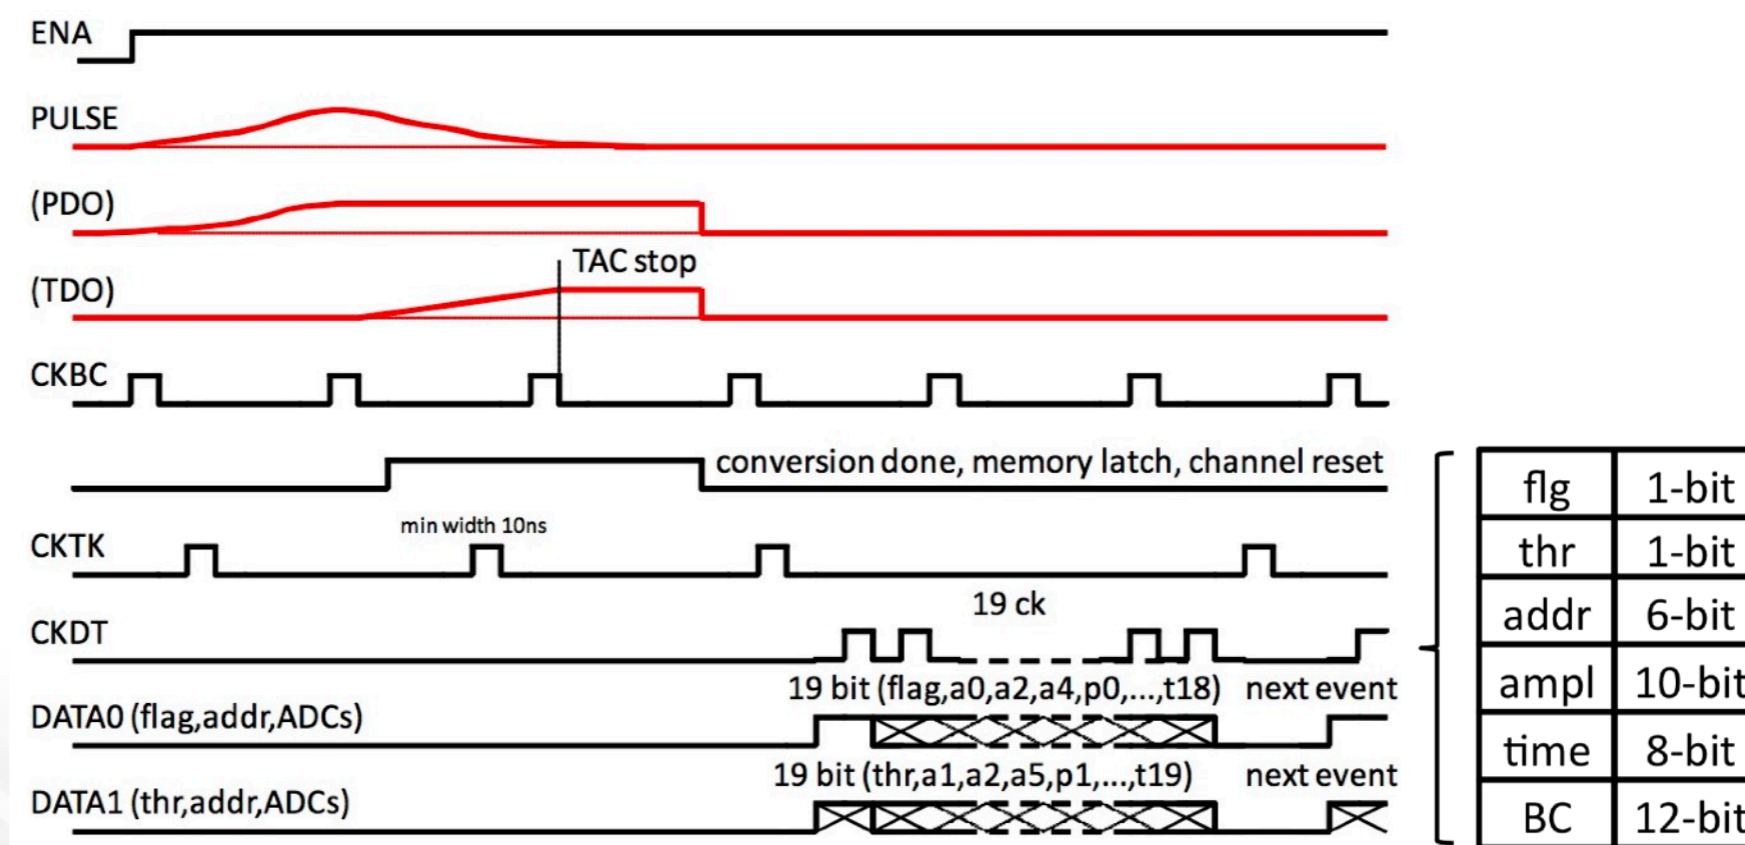 ENA
PULSE
(PDO)
TAC stop
(TDO)
CKBC
conversion done, memory latch, channel reset
min width 10ns
CKTK
19 ck
CKDT
19 bit (flag,a0,a2,a4,p0,...,t18) next event
DATA0 (flag,addr,ADCs)
19 bit (thr,a1,a2,a5,p1,...,t19) next event
DATA1 (thr,addr,ADCs)
flg 1-bit
thr 1-bit
addr 6-bit
ampl 10-bit
time 8-bit
BC 12-bit